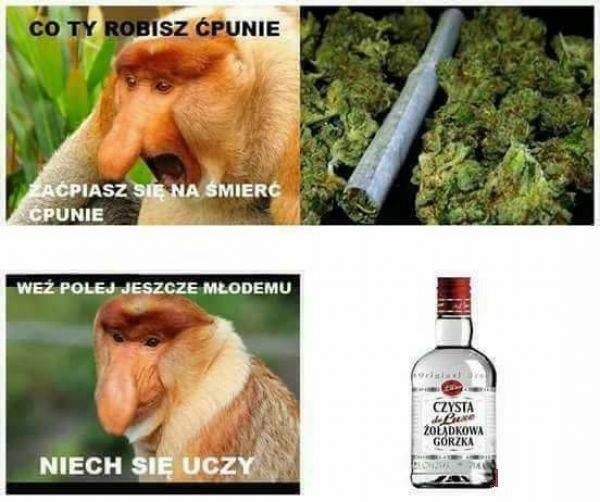 CO TY ROBISZ ĆPUNIE
ZAĆPIASZ SIĘ NA ŚMIERĆ
ĆPUNIE
WEŹ POLEJ JESZCZE MŁODEMU
NIECH SIĘ UCZY
CZYSTA
de Luxe
ŻOŁĄDKOWA
GORZKA